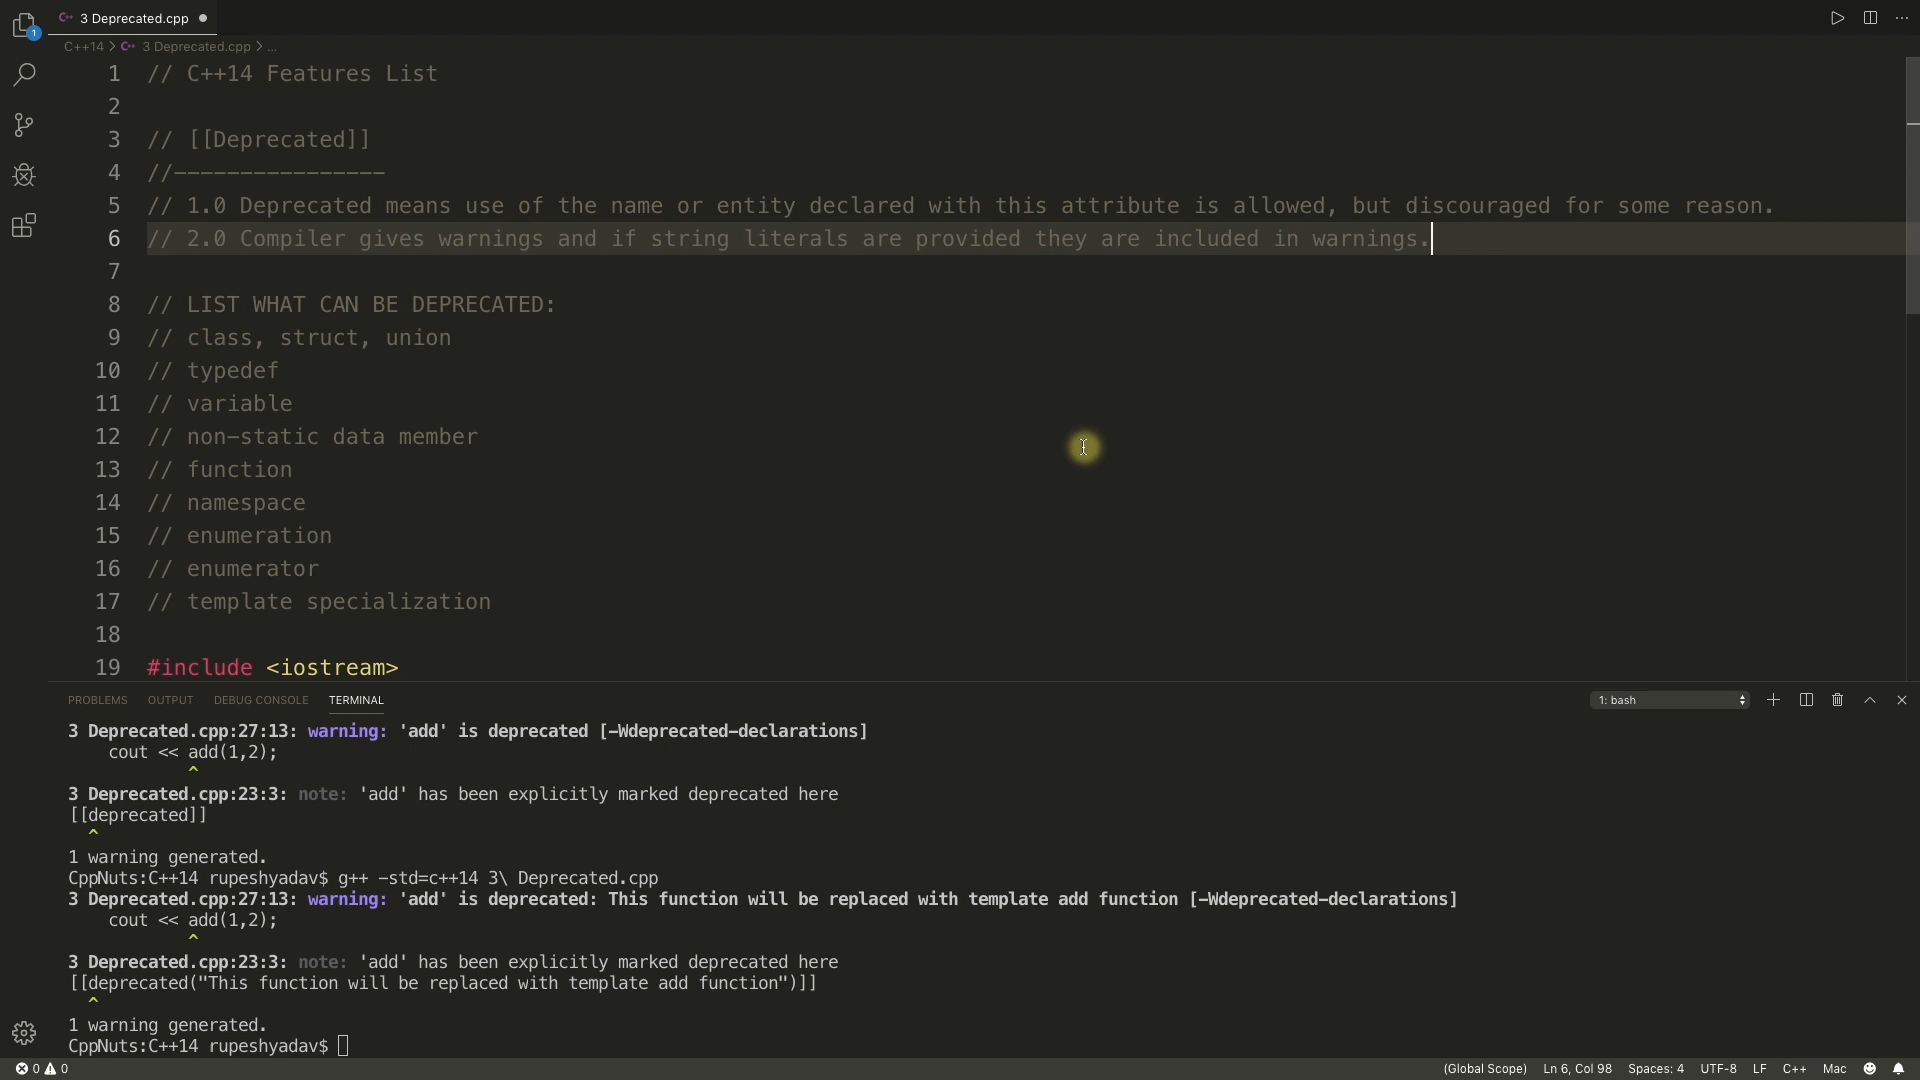 1
3 Deprecated.cpp ●
C++14 > 3 Deprecated.cpp > ...
1 // C++14 Features List
2
3 // [[Deprecated]]
4 //----------------
5 // 1.0 Deprecated means use of the name or entity declared with this attribute is allowed, but discouraged for some reason.
6 // 2.0 Compiler gives warnings and if string literals are provided they are included in warnings.
7
8 // LIST WHAT CAN BE DEPRECATED:
9 // class, struct, union
10 // typedef
11 // variable
12 // non-static data member
13 // function
14 // namespace
15 // enumeration
16 // enumerator
17 // template specialization
18
19 #include <iostream>
PROBLEMS OUTPUT DEBUG CONSOLE TERMINAL 1: bash
3 Deprecated.cpp:27:13: warning: 'add' is deprecated [-Wdeprecated-declarations]
    cout << add(1,2);
            ^
3 Deprecated.cpp:23:3: note: 'add' has been explicitly marked deprecated here
[[deprecated]]
  ^
1 warning generated.
CppNuts:C++14 rupeshyadav$ g++ -std=c++14 3\ Deprecated.cpp
3 Deprecated.cpp:27:13: warning: 'add' is deprecated: This function will be replaced with template add function [-Wdeprecated-declarations]
    cout << add(1,2);
            ^
3 Deprecated.cpp:23:3: note: 'add' has been explicitly marked deprecated here
[[deprecated("This function will be replaced with template add function")]]
  ^
1 warning generated.
CppNuts:C++14 rupeshyadav$
0 0 (Global Scope) Ln 6, Col 98 Spaces: 4 UTF-8 LF C++ Mac